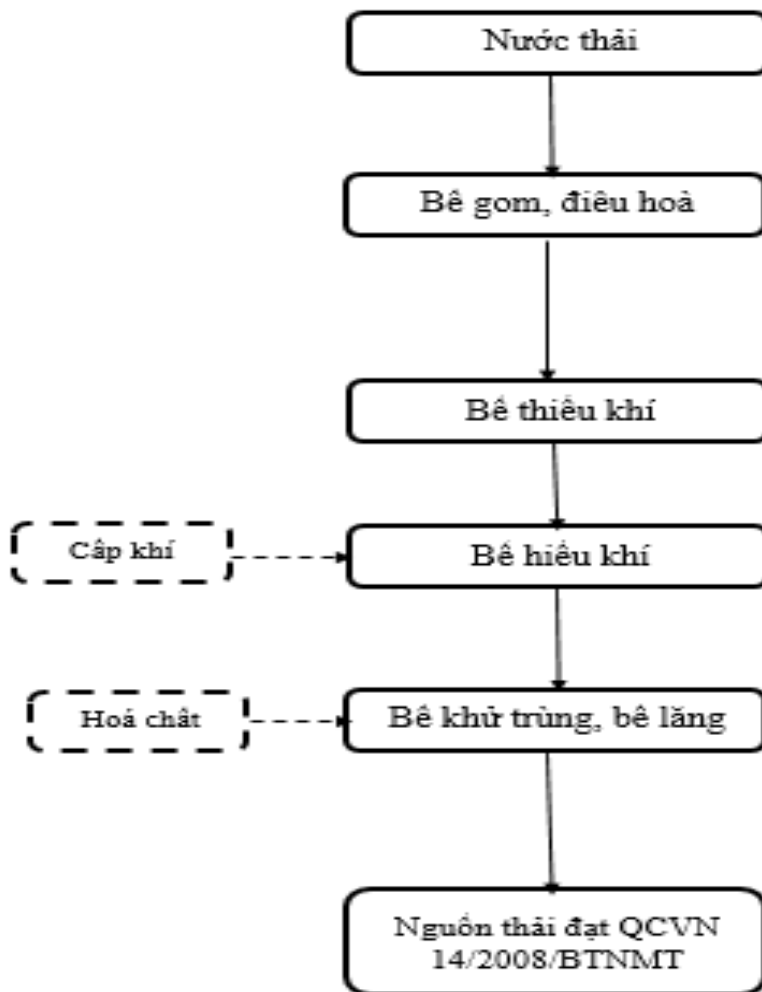 Nước thải
Bể gom, điều hoà
Bể thiếu khí
Cấp khí
Bể hiếu khí
Hoá chất
Bể khử trùng, bể lắng
Nguồn thải đạt QCVN
14/2008/BTNMT